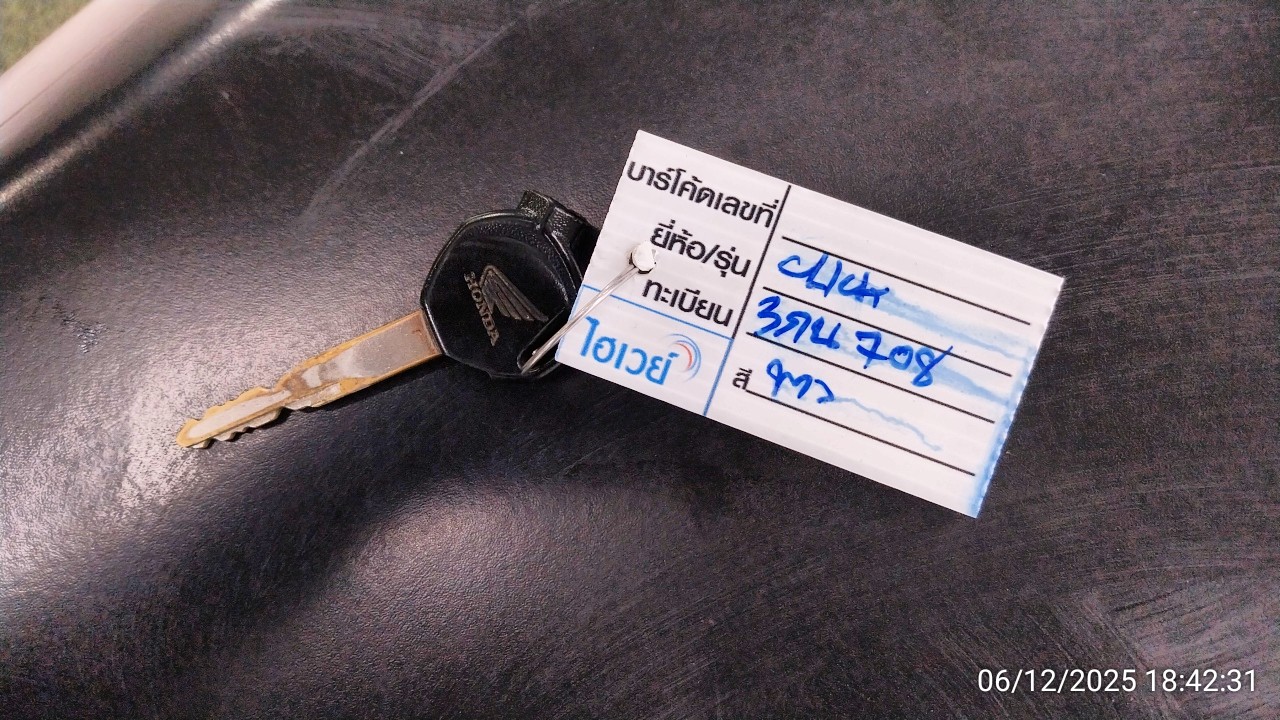 HONDA
บาร์โค้ดเลขที่
ยี่ห้อ/รุ่น click
ทะเบียน 3กน 708
ไฮเวย์
สี ขาว
06/12/2025 18:42:31